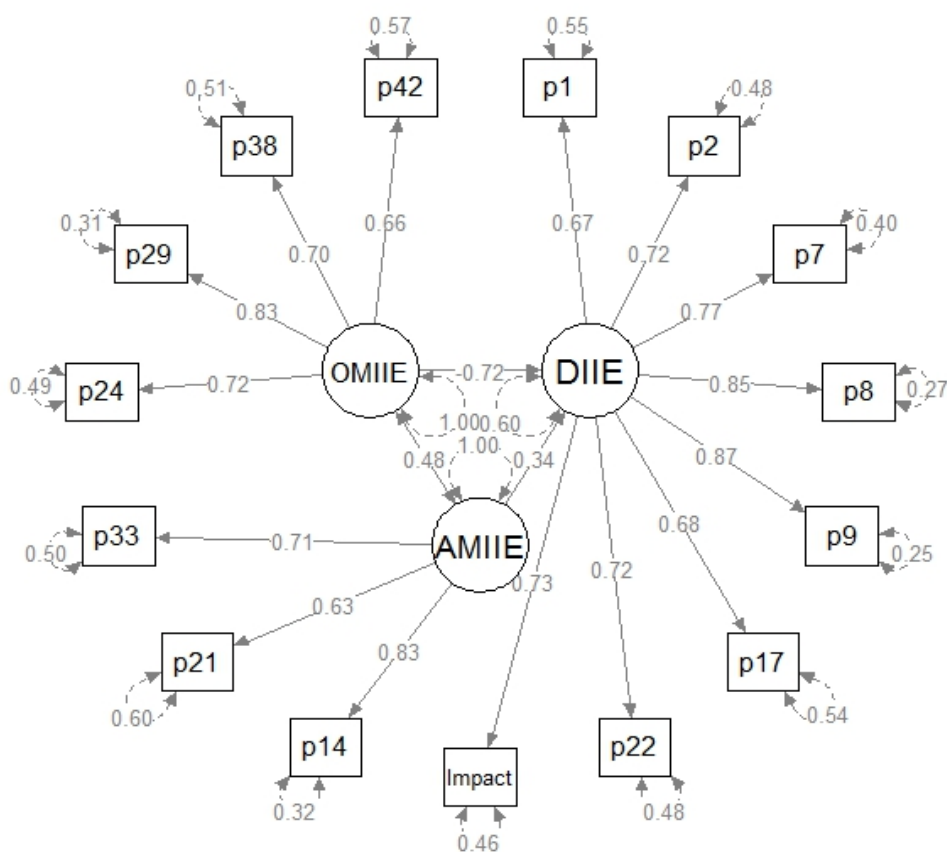 0.57
0.55
p42
p1
0.51
0.48
p38
p2
0.31
0.40
p29
p7
0.66
0.67
0.70
0.72
0.83
0.77
OMIIE
-0.72
DIIE
0.49
p24
0.72
0.85
p8
0.27
1.00
0.60
1.00
0.48
0.34
0.87
p33
0.50
0.71
AMIIE
0.68
p9
0.25
0.63
0.73
0.72
p21
0.83
p17
0.60
0.54
p14
Impact
p22
0.32
0.46
0.48